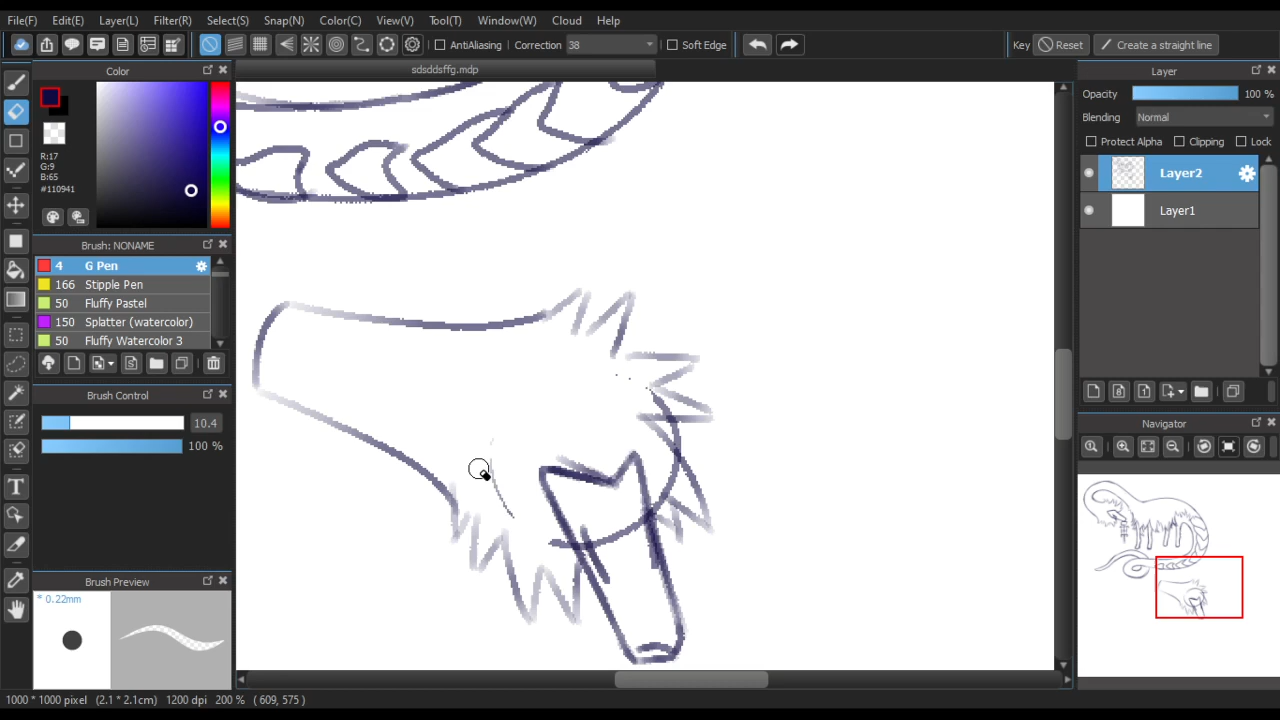 File(F) Edit(E) Layer(L) Filter(R) Select(S) Snap(N) Color(C) View(V) Tool(T) Window(W) Cloud Help
AntiAliasing Correction 38 Soft Edge Key Reset Create a straight line
Color
sdsddsffg.mdp
Layer
Opacity 100 %
Blending Normal
Protect Alpha Clipping Lock
R:17
G:9
B:65
#110941
Layer2
Layer1
Brush: NONAME
4 G Pen
166 Stipple Pen
50 Fluffy Pastel
150 Splatter (watercolor)
50 Fluffy Watercolor 3
Brush Control
10.4
100 %
Navigator
Brush Preview
* 0.22mm
1000 * 1000 pixel (2.1 * 2.1cm) 1200 dpi 200 % ( 609, 575 )